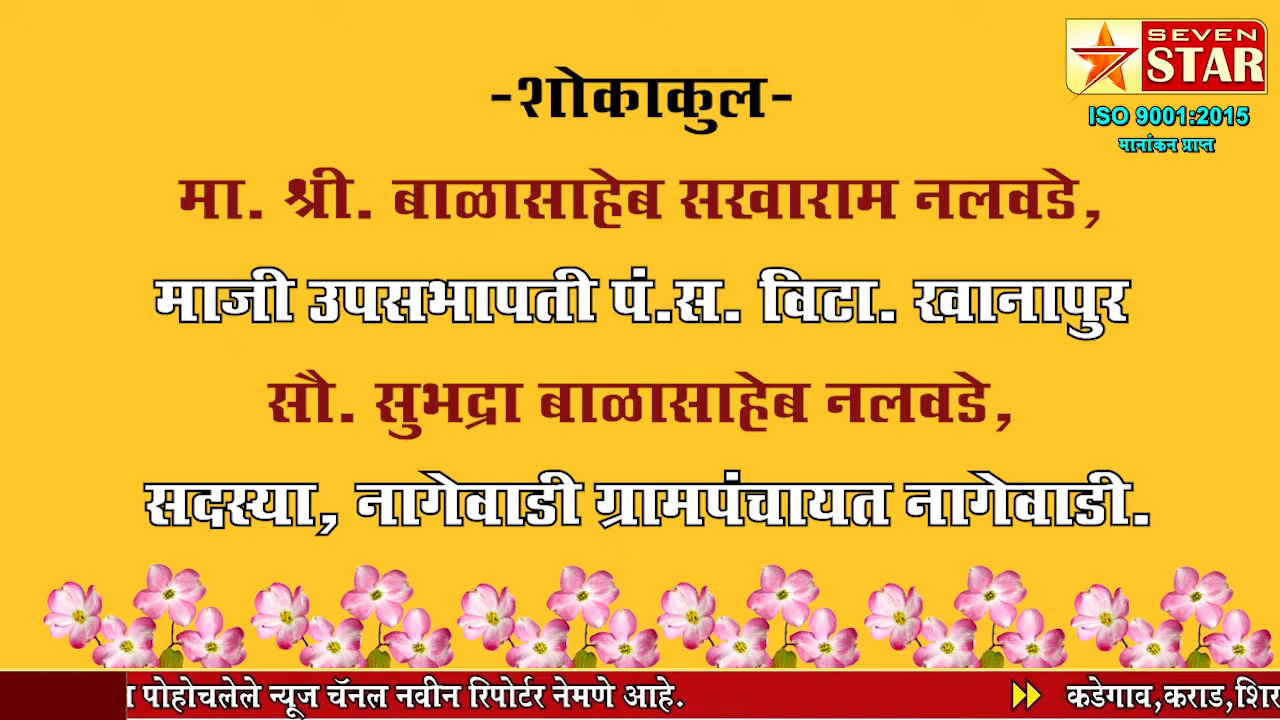 SEVEN
STAR
ISO 9001:2015
मानांकन प्राप्त
-शोकाकुल-
मा. श्री. बाळासाहेब सखाराम नलवडे,
माजी उपसभापती पं.स. विटा. खानापुर
सौ. सुभद्रा बाळासाहेब नलवडे,
सदस्या, नागेवाडी ग्रामपंचायत नागेवाडी.
पोहोचलेले न्यूज चॅनल नवीन रिपोर्टर नेमणे आहे. कडेगाव,कराड,